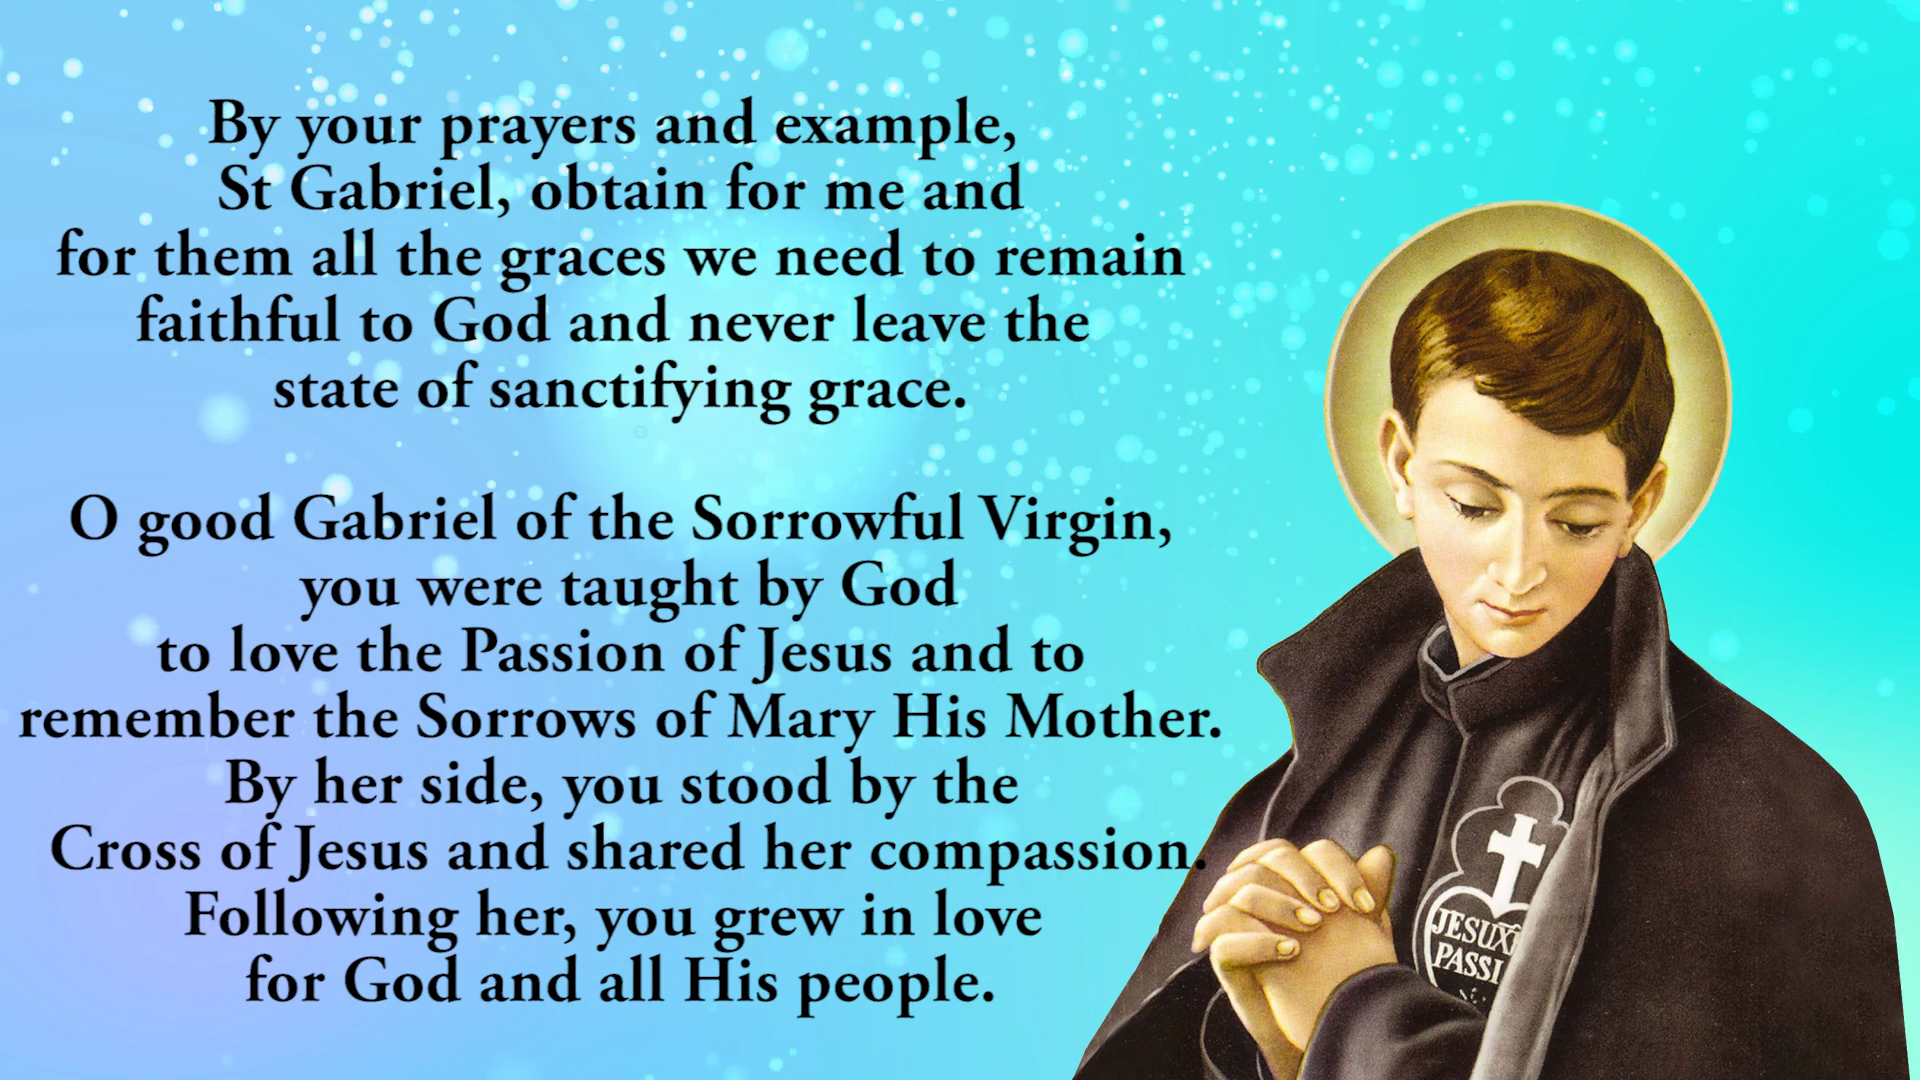 By your prayers and example,
St Gabriel, obtain for me and
for them all the graces we need to remain
faithful to God and never leave the
state of sanctifying grace.
O good Gabriel of the Sorrowful Virgin,
you were taught by God
to love the Passion of Jesus and to
remember the Sorrows of Mary His Mother.
By her side, you stood by the
Cross of Jesus and shared her compassion.
Following her, you grew in love
for God and all His people.
JESU
PASSI